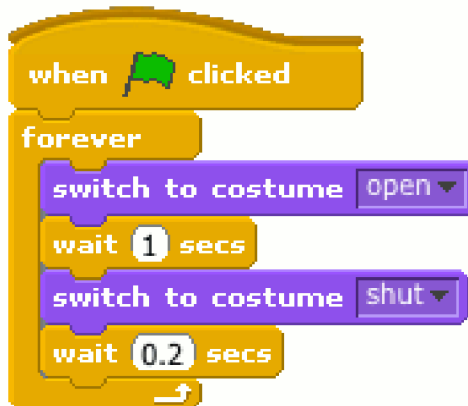 when clicked
forever
switch to costume open
wait 1 secs
switch to costume shut
wait 0.2 secs